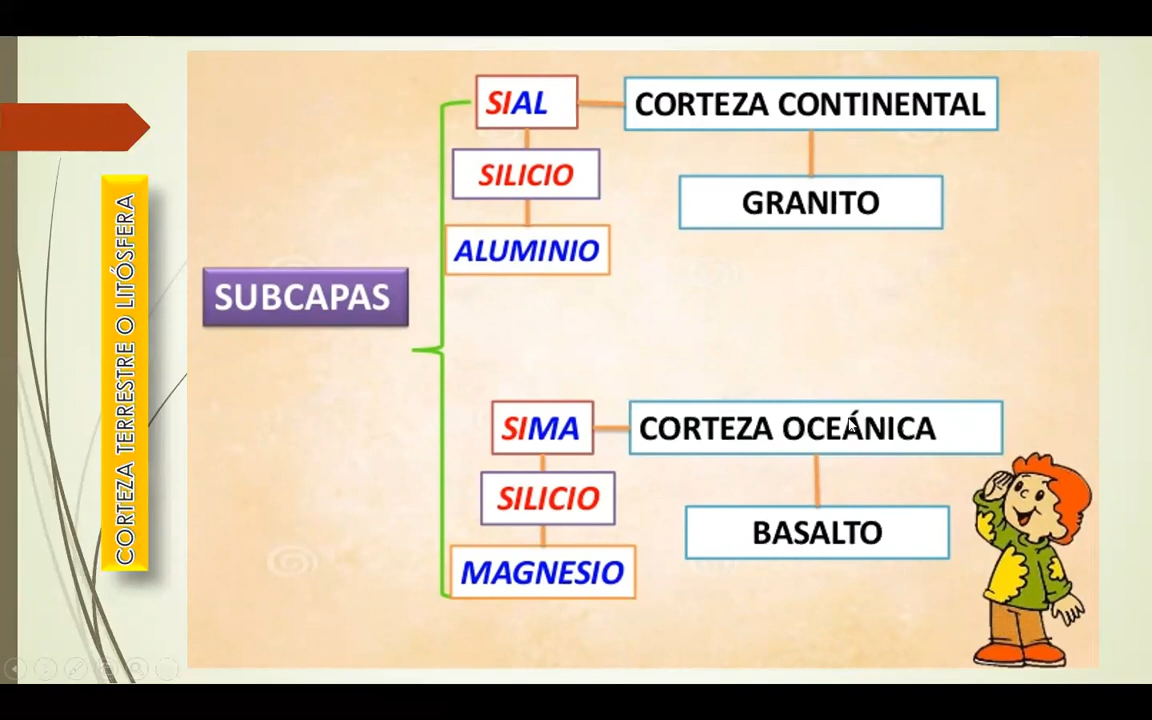 CORTEZA TERRESTRE O LITÓSFERA
SUBCAPAS
SIAL
CORTEZA CONTINENTAL
SILICIO
GRANITO
ALUMINIO
SIMA
CORTEZA OCEÁNICA
SILICIO
BASALTO
MAGNESIO